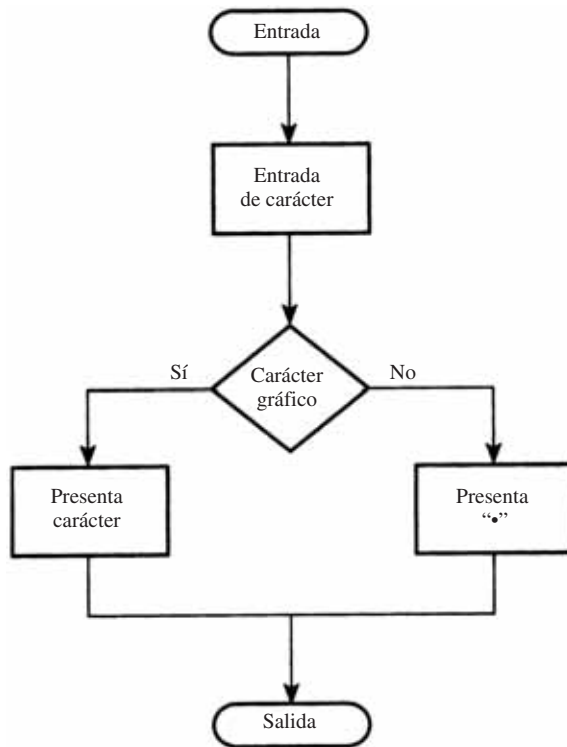 Entrada
Entrada
de carácter
Carácter
gráfico
Sí
No
Presenta
carácter
Presenta
“•”
Salida